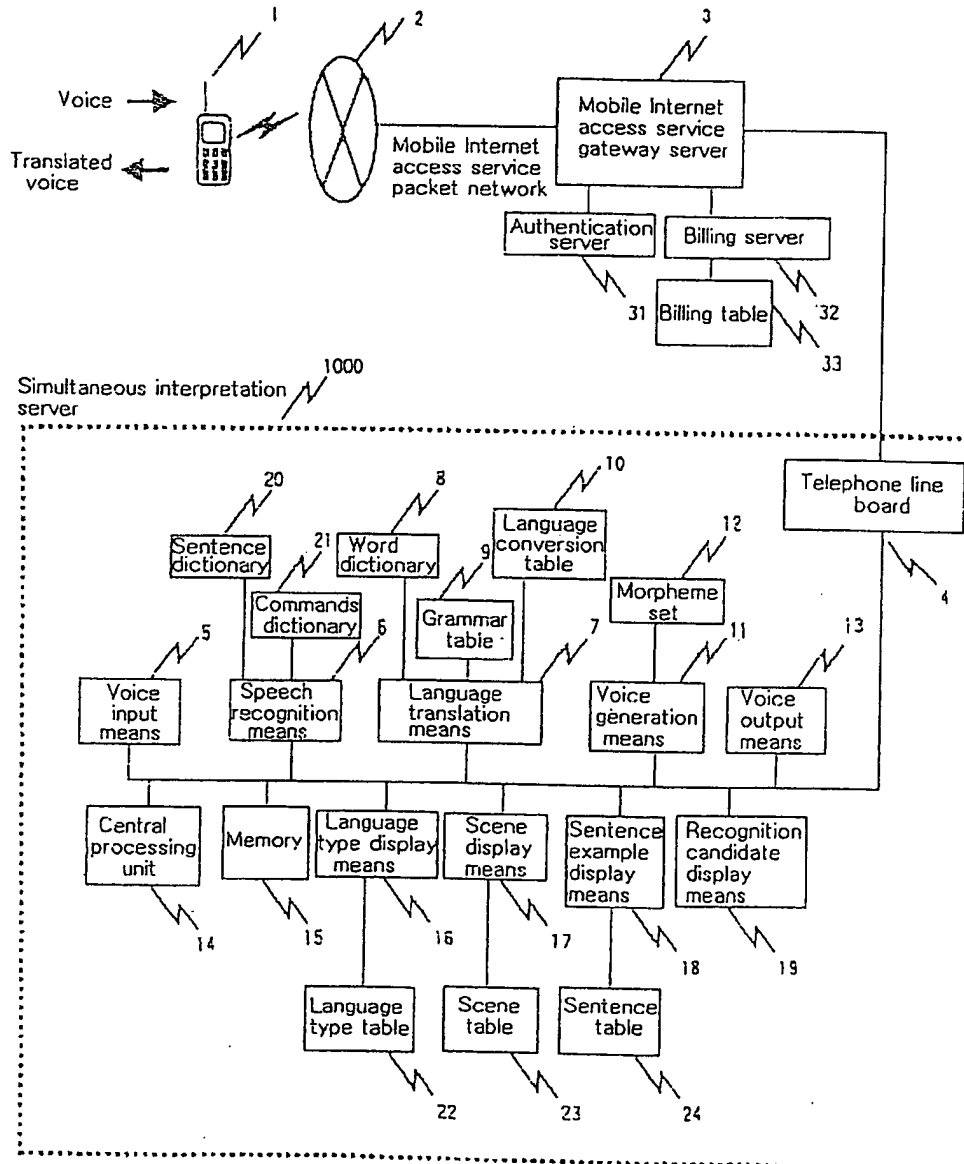 1
2
3
Voice
Translated
voice
Mobile Internet
access service
packet network
Mobile Internet
access service
gateway server
Authentication
server
Billing server
31
Billing table
32
33
1000
Simultaneous interpretation
server
Telephone line
board
4
20
8
10
Sentence
dictionary
21
Word
dictionary
9
Language
conversion
table
12
Commands
dictionary
Grammar
table
Morpheme
set
5
6
7
11
13
Voice
input
means
Speech
recognition
means
Language
translation
means
Voice
generation
means
Voice
output
means
Central
processing
unit
Memory
Language
type display
means
Scene
display
means
Sentence
example
display
means
Recognition
candidate
display
means
14
15
16
17
18
19
Language
type table
Scene
table
Sentence
table
22
23
24